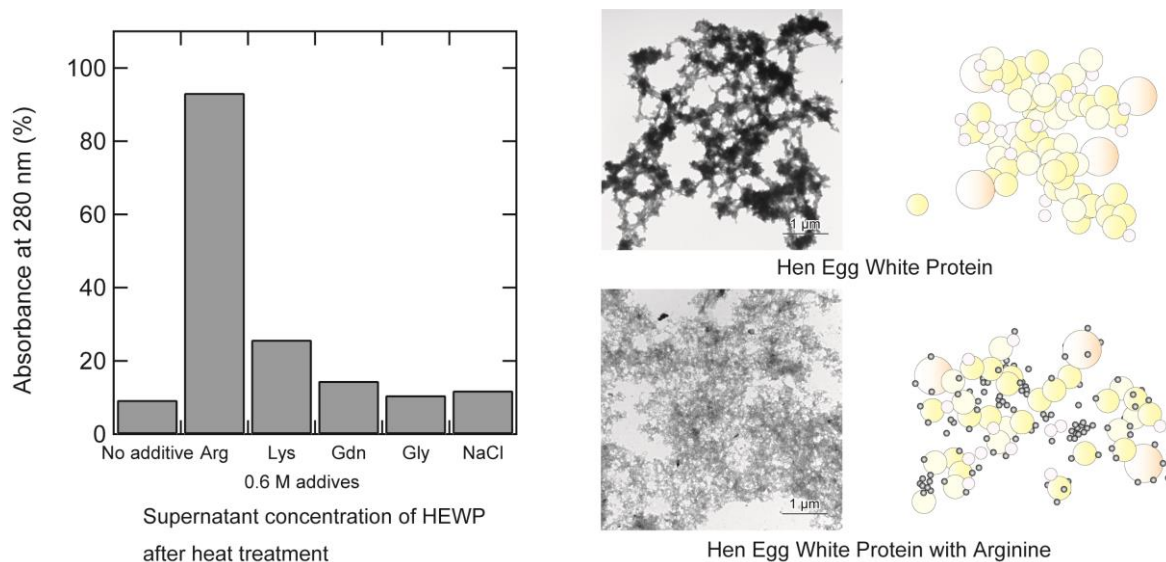 Absorbance at 280 nm (%)
100
80
60
40
20
0
No additive Arg Lys Gdn Gly NaCl
0.6 M addives
Supernatant concentration of HEWP
after heat treatment
1 µm
Hen Egg White Protein
1 µm
Hen Egg White Protein with Arginine